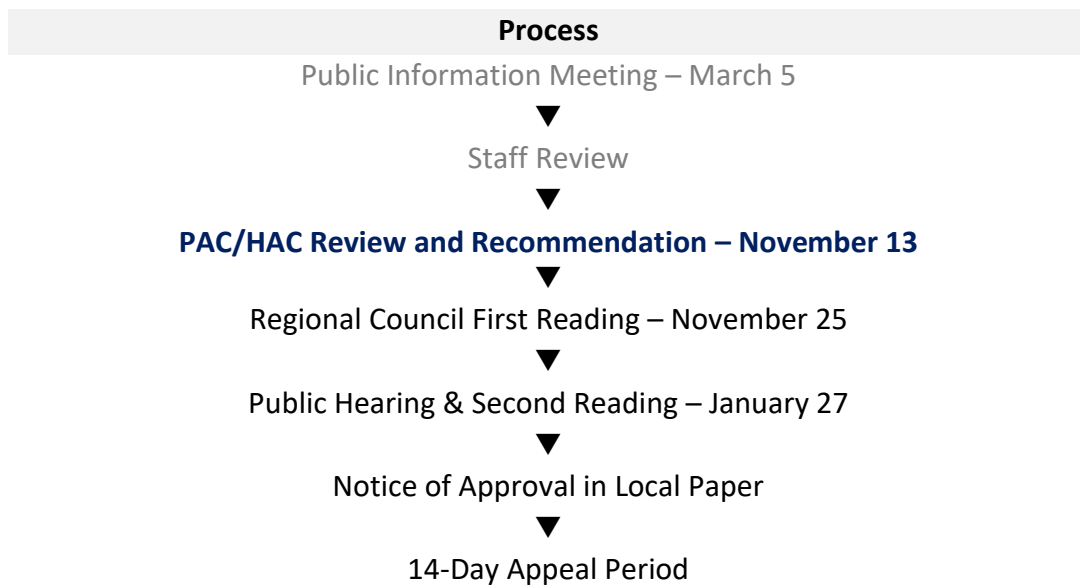 Process
Public Information Meeting – March 5
Staff Review
PAC/HAC Review and Recommendation – November 13
Regional Council First Reading – November 25
Public Hearing & Second Reading – January 27
Notice of Approval in Local Paper
14-Day Appeal Period